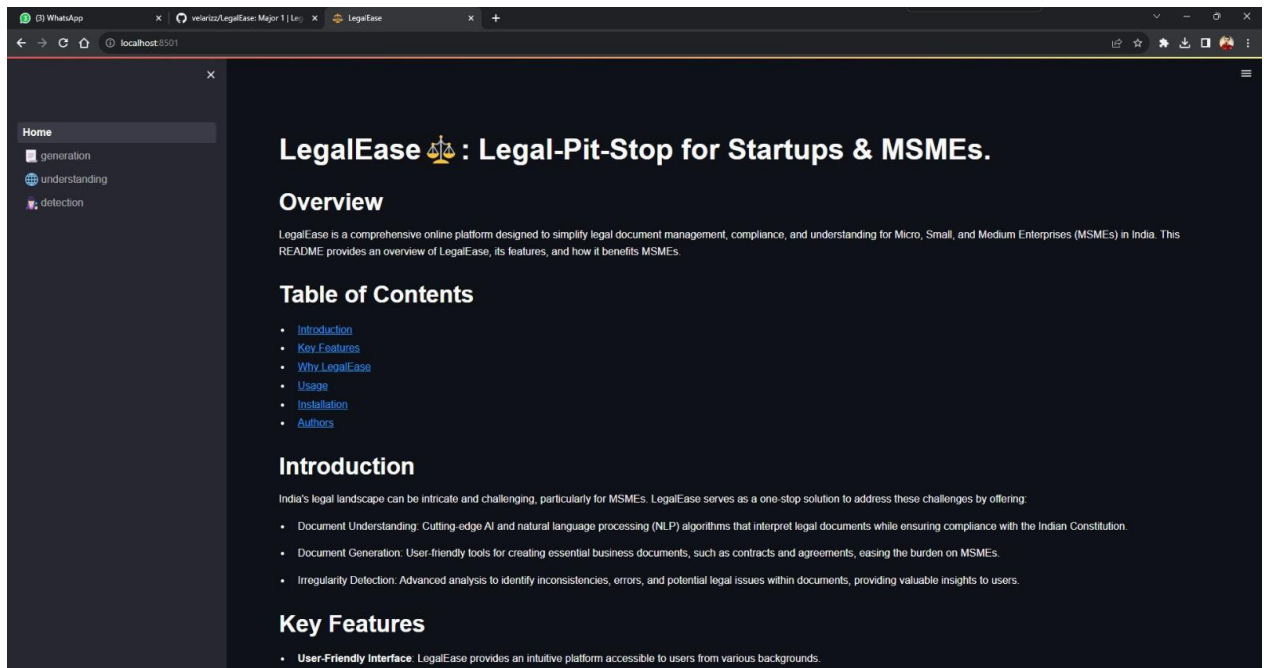 (3) WhatsApp
velarizz/LegalEase: Major 1 | Leg
LegalEase
localhost:8501
Home
generation
understanding
detection
LegalEase ⚖️ : Legal-Pit-Stop for Startups & MSMEs.
Overview
LegalEase is a comprehensive online platform designed to simplify legal document management, compliance, and understanding for Micro, Small, and Medium Enterprises (MSMEs) in India. This
README provides an overview of LegalEase, its features, and how it benefits MSMEs.
Table of Contents
• Introduction
• Key Features
• Why LegalEase
• Usage
• Installation
• Authors
Introduction
India's legal landscape can be intricate and challenging, particularly for MSMEs. LegalEase serves as a one-stop solution to address these challenges by offering:
• Document Understanding: Cutting-edge AI and natural language processing (NLP) algorithms that interpret legal documents while ensuring compliance with the Indian Constitution.
• Document Generation: User-friendly tools for creating essential business documents, such as contracts and agreements, easing the burden on MSMEs.
• Irregularity Detection: Advanced analysis to identify inconsistencies, errors, and potential legal issues within documents, providing valuable insights to users.
Key Features
• User-Friendly Interface: LegalEase provides an intuitive platform accessible to users from various backgrounds.